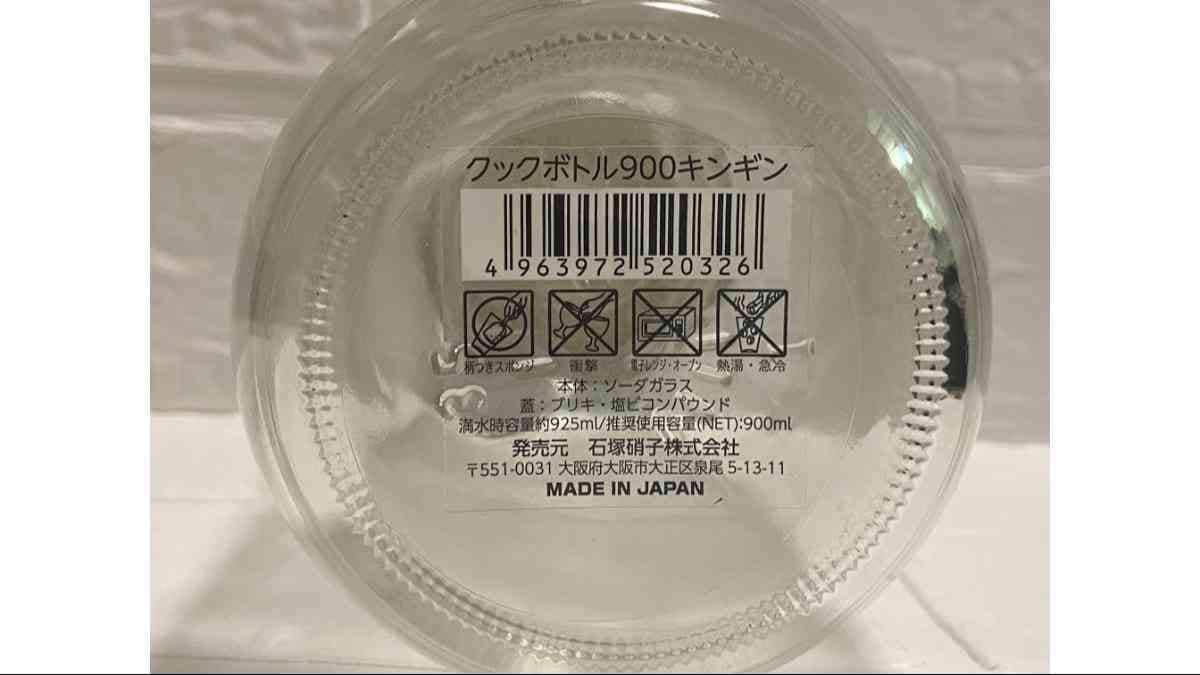 クックボトル900キンギン
4 963972 520326
柄つきスポンジ 衝撃 電子レンジ・オーブン 熱湯・急冷
本体：ソーダガラス
蓋：ブリキ・塩ビコンパウンド
満水時容量約925ml/推奨使用容量(NET):900ml
発売元 石塚硝子株式会社
〒551-0031 大阪府大阪市大正区泉尾 5-13-11
MADE IN JAPAN